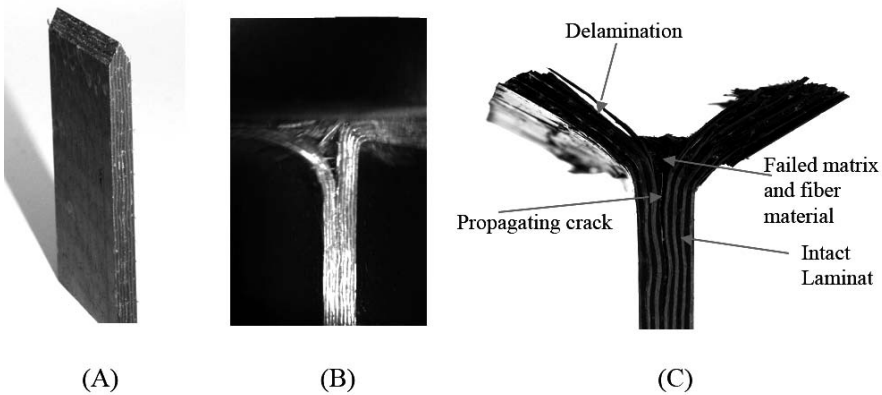 Delamination
Failed matrix
and fiber
material
Propagating crack
Intact
Laminat
(A)
(B)
(C)